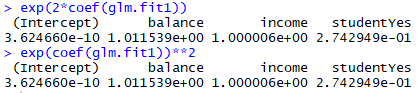 > exp(2*coef(glm.fit1))
(Intercept) balance income studentYes
3.624660e-10 1.011539e+00 1.000006e+00 2.742949e-01
> exp(coef(glm.fit1))**2
(Intercept) balance income studentYes
3.624660e-10 1.011539e+00 1.000006e+00 2.742949e-01